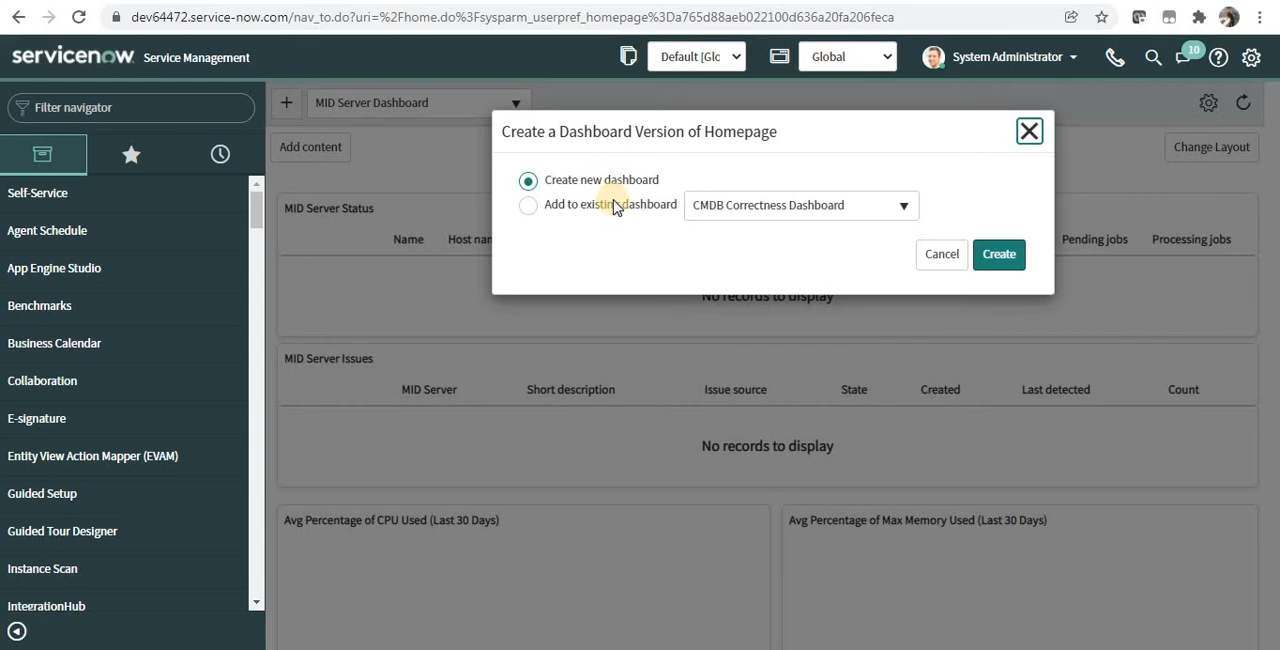 dev64472.service-now.com/nav_to.do?uri=%2Fhome.do%3Fsysparm_userpref_homepage%3Da765d88aeb022100d636a20fa206feca
servicenow Service Management
Default [Glc
Global
System Administrator
10
Filter navigator
MID Server Dashboard
Add content
Change Layout
Create a Dashboard Version of Homepage
Create new dashboard
Add to existing dashboard
CMDB Correctness Dashboard
Cancel
Create
Self-Service
Agent Schedule
App Engine Studio
Benchmarks
Business Calendar
Collaboration
E-signature
Entity View Action Mapper (EVAM)
Guided Setup
Guided Tour Designer
Instance Scan
IntegrationHub
MID Server Status
Name Host nan Pending jobs Processing jobs
No records to display
MID Server Issues
MID Server Short description Issue source State Created Last detected Count
No records to display
Avg Percentage of CPU Used (Last 30 Days)
Avg Percentage of Max Memory Used (Last 30 Days)